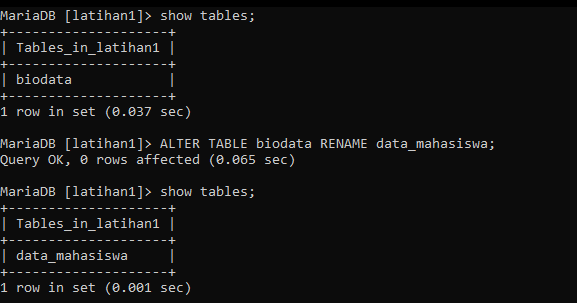 MariaDB [latihan1]> show tables;
+--------------------+
| Tables_in_latihan1 |
+--------------------+
| biodata            |
+--------------------+
1 row in set (0.037 sec)
MariaDB [latihan1]> ALTER TABLE biodata RENAME data_mahasiswa;
Query OK, 0 rows affected (0.065 sec)
MariaDB [latihan1]> show tables;
+--------------------+
| Tables_in_latihan1 |
+--------------------+
| data_mahasiswa     |
+--------------------+
1 row in set (0.001 sec)